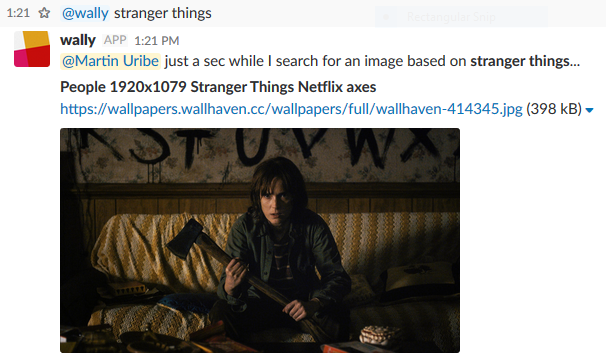 1:21 @wally stranger things
wally APP 1:21 PM
@Martin Uribe just a sec while I search for an image based on stranger things...
People 1920x1079 Stranger Things Netflix axes
https://wallpapers.wallhaven.cc/wallpapers/full/wallhaven-414345.jpg (398 kB)
Rectangular Snip
R S T U V W X